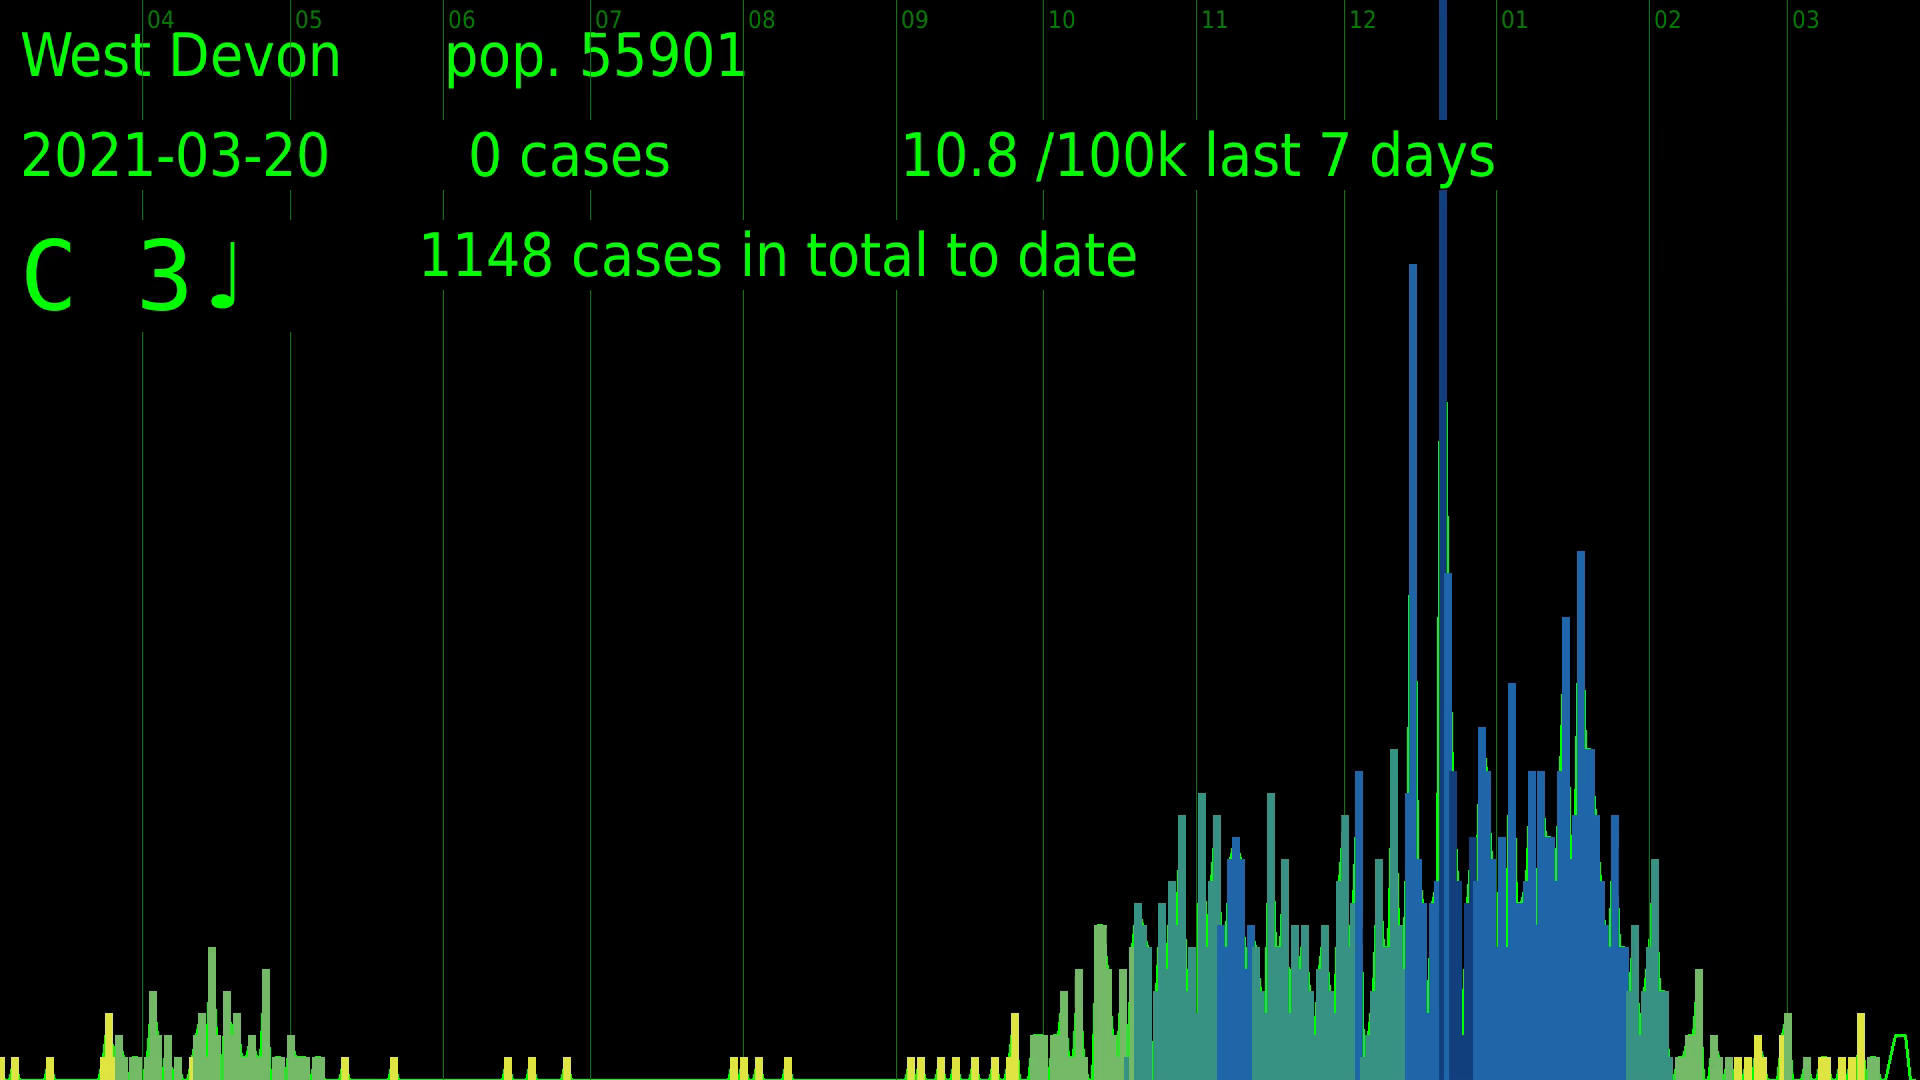 04 05 06 07 08 09 10 11 12 01 02 03
West Devon pop. 55901
2021-03-20 0 cases 10.8 /100k last 7 days
C 3♩ 1148 cases in total to date